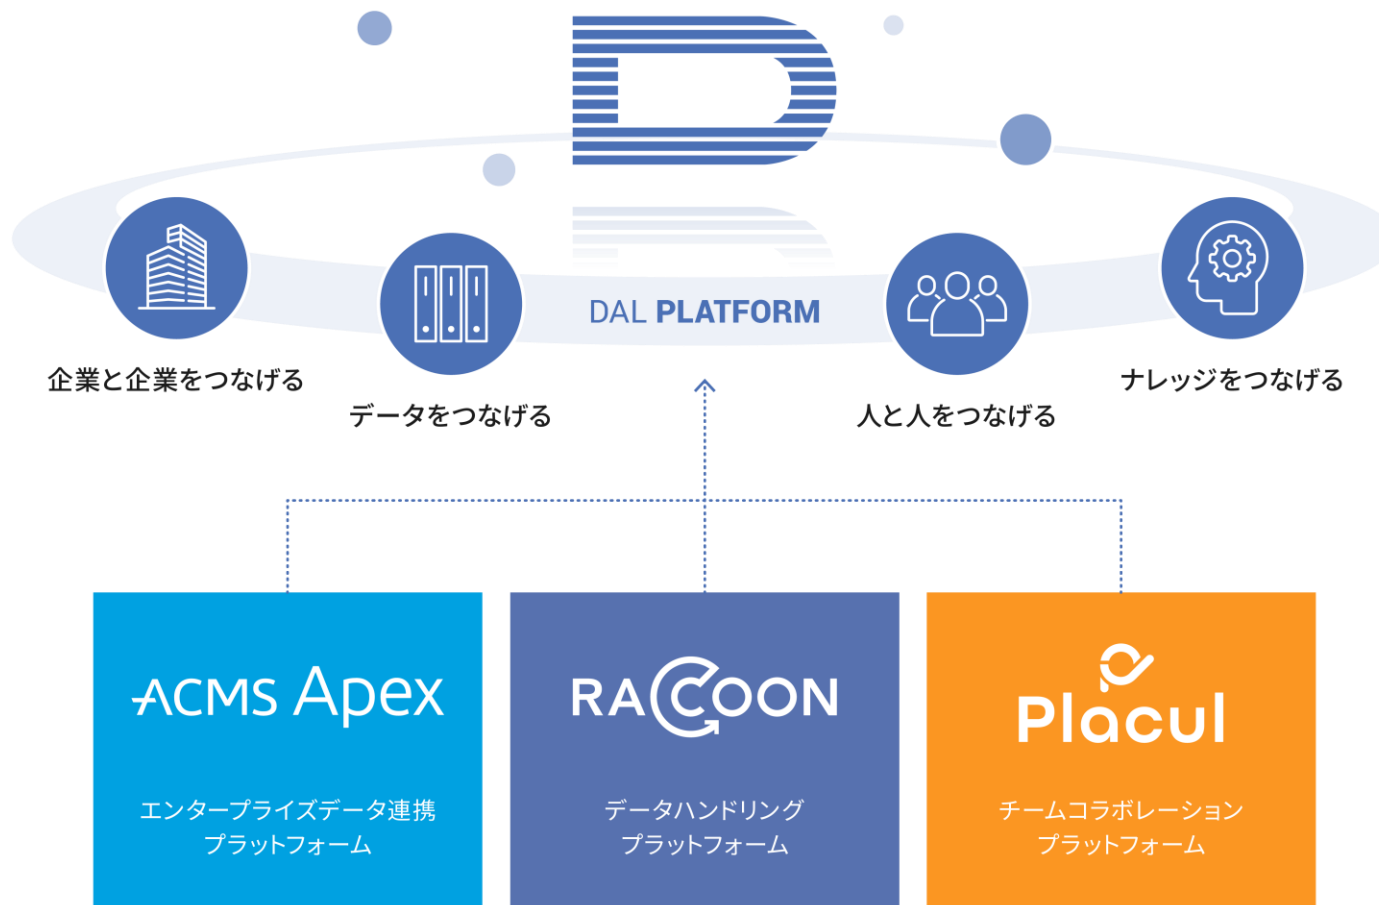 DAL PLATFORM
企業と企業をつなげる
データをつなげる
人と人をつなげる
ナレッジをつなげる
ACMS Apex
エンタープライズデータ連携
プラットフォーム
RACCOON
データハンドリング
プラットフォーム
Placul
チームコラボレーション
プラットフォーム